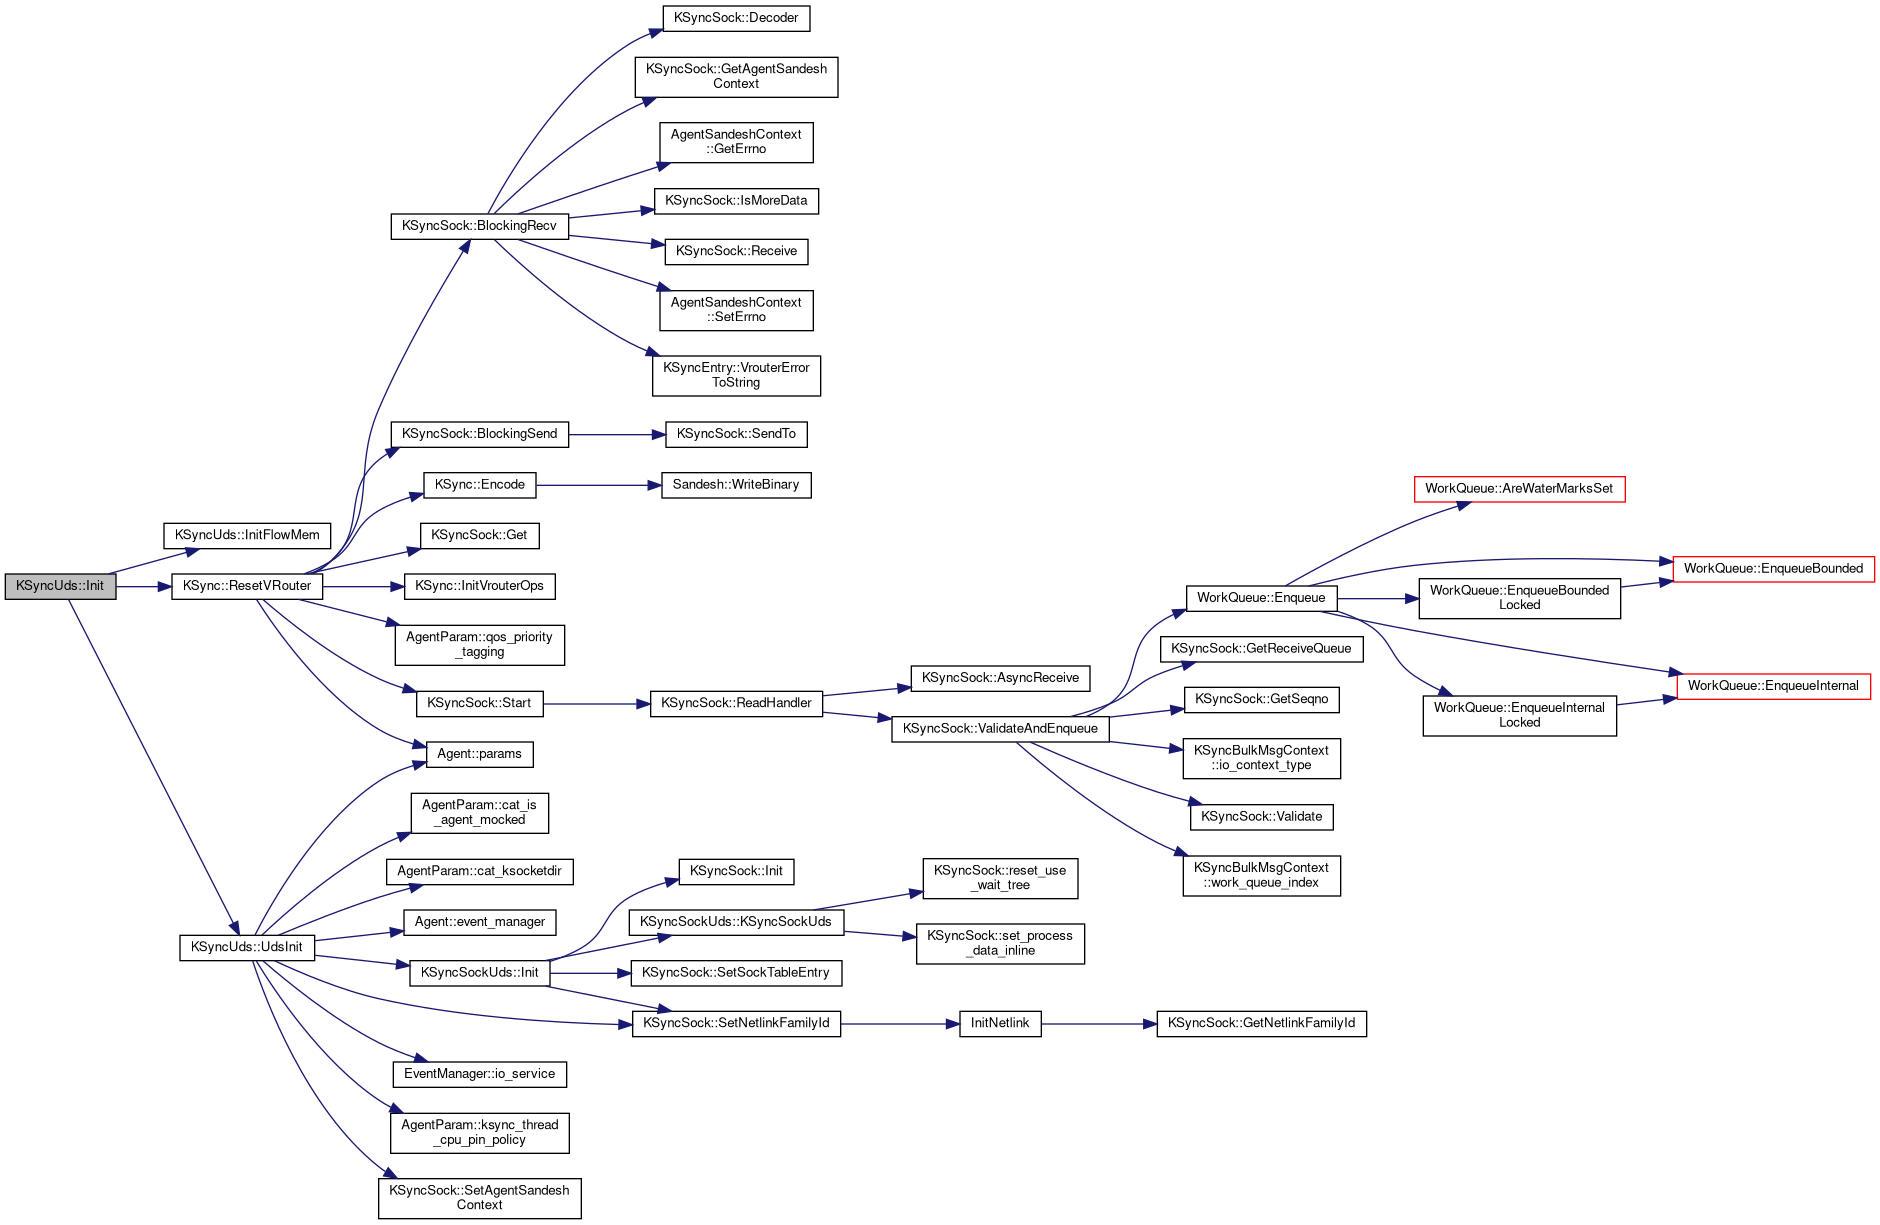 KSyncUds::Init
KSyncUds::InitFlowMem
KSync::ResetVRouter
KSyncUds::UdsInit
KSyncSock::BlockingRecv
KSyncSock::BlockingSend
KSync::Encode
KSyncSock::Get
KSync::InitVrouterOps
AgentParam::qos_priority
_tagging
KSyncSock::Start
Agent::params
AgentParam::cat_is
_agent_mocked
AgentParam::cat_ksocketdir
Agent::event_manager
KSyncSockUds::Init
KSyncSock::SetNetlinkFamilyId
EventManager::io_service
AgentParam::ksync_thread
_cpu_pin_policy
KSyncSock::SetAgentSandesh
Context
KSyncSock::Decoder
KSyncSock::GetAgentSandesh
Context
AgentSandeshContext
::GetErrno
KSyncSock::IsMoreData
KSyncSock::Receive
AgentSandeshContext
::SetErrno
KSyncEntry::VrouterError
ToString
KSyncSock::SendTo
Sandesh::WriteBinary
KSyncSock::ReadHandler
KSyncSock::Init
KSyncSockUds::KSyncSockUds
KSyncSock::SetSockTableEntry
KSyncSock::AsyncReceive
KSyncSock::ValidateAndEnqueue
KSyncSock::reset_use
_wait_tree
KSyncSock::set_process
_data_inline
InitNetlink
WorkQueue::Enqueue
KSyncSock::GetReceiveQueue
KSyncSock::GetSeqno
KSyncBulkMsgContext
::io_context_type
KSyncSock::Validate
KSyncBulkMsgContext
::work_queue_index
KSyncSock::GetNetlinkFamilyId
WorkQueue::AreWaterMarksSet
WorkQueue::EnqueueBounded
WorkQueue::EnqueueBounded
Locked
WorkQueue::EnqueueInternal
WorkQueue::EnqueueInternal
Locked